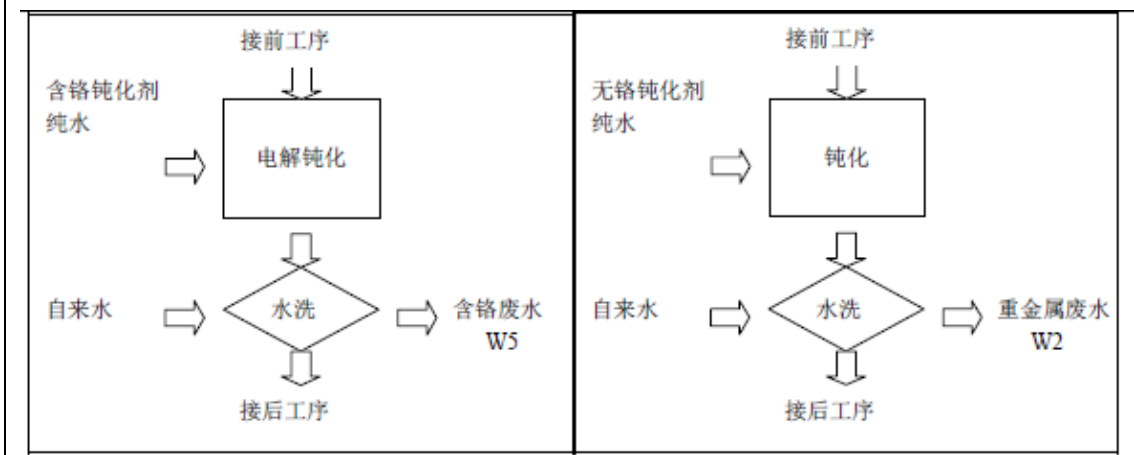 接前工序
含铬钝化剂
纯水
电解钝化
自来水
水洗
含铬废水
W5
接后工序
接前工序
无铬钝化剂
纯水
钝化
自来水
水洗
重金属废水
W2
接后工序